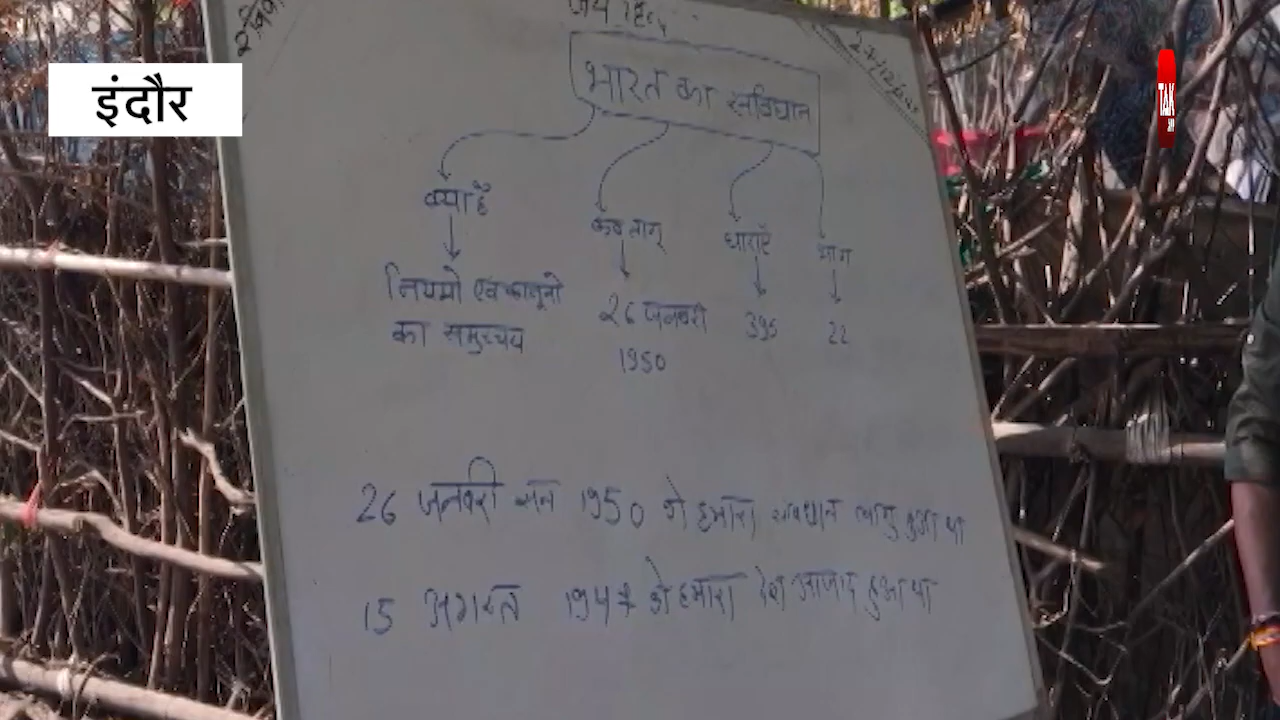 इंदौर
जय हिन्द
भारत का संविधान
क्या है
कब लागू
धाराएँ
भाग
नियमो एवं कानूनो
का समुच्चय
26 जनवरी
1950
395
22
26 जनवरी सन 1950 को हमारा संविधान लागु हुआ था
15 अगस्त 1947 को हमारा देश आजाद हुआ था
TAK